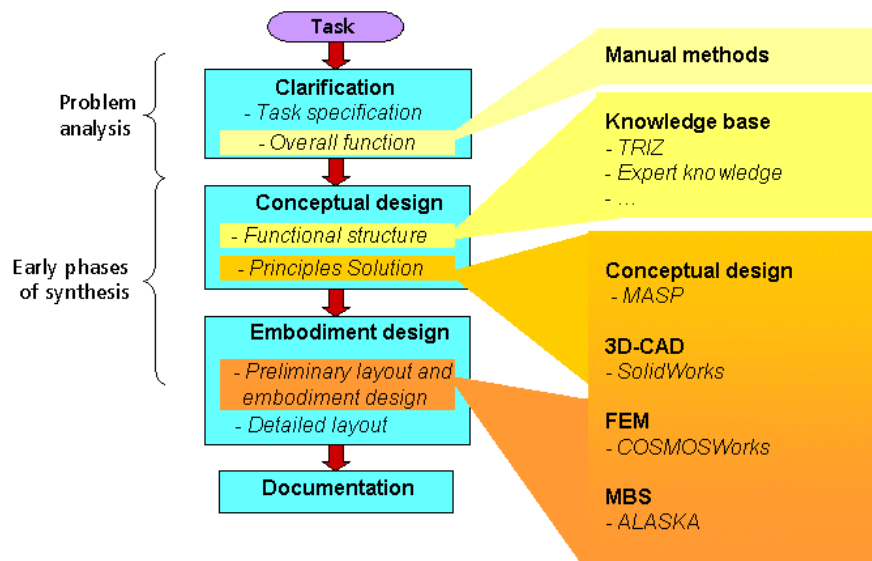 Task
Problem
analysis
Clarification
- Task specification
- Overall function
Manual methods
Knowledge base
- TRIZ
- Expert knowledge
- ...
Early phases
of synthesis
Conceptual design
- Functional structure
- Principles Solution
Conceptual design
- MASP
3D-CAD
- SolidWorks
Embodiment design
- Preliminary layout and
embodiment design
- Detailed layout
FEM
- COSMOSWorks
MBS
- ALASKA
Documentation